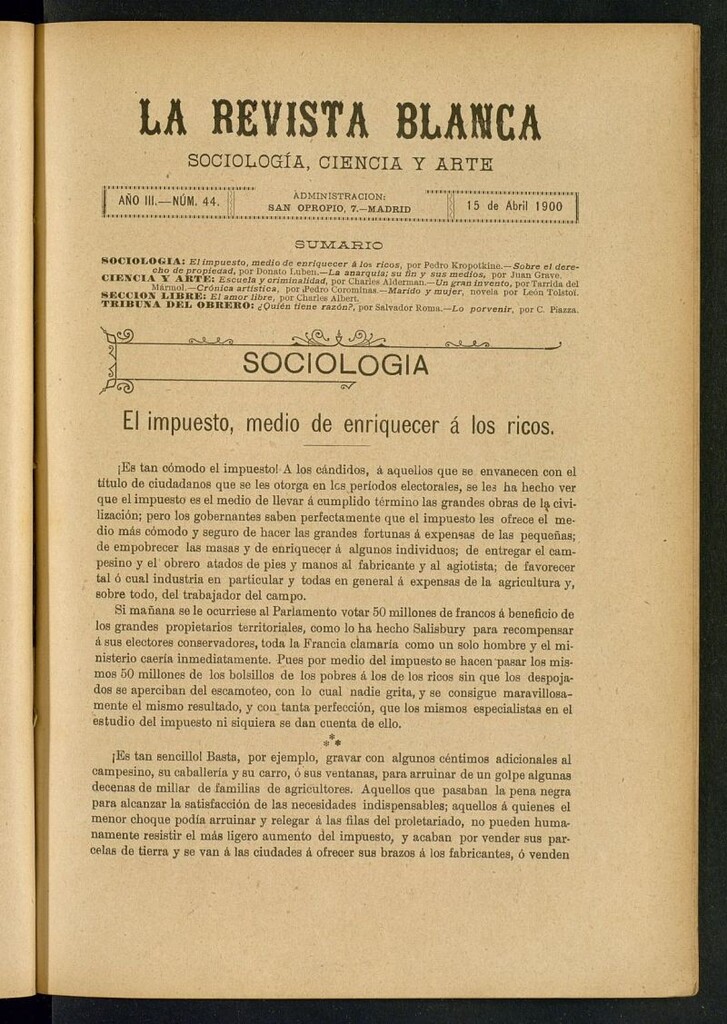 LA REVISTA BLANCA
SOCIOLOGÍA, CIENCIA Y ARTE
AÑO III.—NÚM. 44.
ADMINISTRACION:
SAN OPROPIO, 7.—MADRID
15 de Abril 1900
SUMARIO
SOCIOLOGIA: El impuesto, medio de enriquecer á los ricos, por Pedro Kropotkine.—Sobre el dere-
cho de propiedad, por Donato Luben.—La anarquía; su fin y sus medios, por Juan Grave.
CIENCIA Y ARTE: Escuela y criminalidad, por Charles Alderman.—Un gran invento, por Tarrida del
Mármol.—Crónica artística, por Pedro Corominas.—Marido y mujer, novela por León Tolstoï.
SECCION LIBRE: El amor libre, por Charles Albert.
TRIBUNA DEL OBRERO: ¿Quién tiene razón?, por Salvador Roma.—Lo porvenir, por C. Piazza.
SOCIOLOGIA
El impuesto, medio de enriquecer á los ricos.
¡Es tan cómodo el impuesto! A los cándidos, á aquellos que se envanecen con el
título de ciudadanos que se les otorga en los períodos electorales, se les ha hecho ver
que el impuesto es el medio de llevar á cumplido término las grandes obras de la civi-
lización; pero los gobernantes saben perfectamente que el impuesto les ofrece el me-
dio más cómodo y seguro de hacer las grandes fortunas á expensas de las pequeñas;
de empobrecer las masas y de enriquecer á algunos individuos; de entregar el cam-
pesino y el obrero atados de pies y manos al fabricante y al agiotista; de favorecer
tal ó cual industria en particular y todas en general á expensas de la agricultura y,
sobre todo, del trabajador del campo.
Si mañana se le ocurriese al Parlamento votar 50 millones de francos á beneficio de
los grandes propietarios territoriales, como lo ha hecho Salisbury para recompensar
á sus electores conservadores, toda la Francia clamaría como un solo hombre y el mi-
nisterio caería inmediatamente. Pues por medio del impuesto se hacen pasar los mis-
mos 50 millones de los bolsillos de los pobres á los de los ricos sin que los despoja-
dos se aperciban del escamoteo, con lo cual nadie grita, y se consigue maravillosa-
mente el mismo resultado, y con tanta perfección, que los mismos especialistas en el
estudio del impuesto ni siquiera se dan cuenta de ello.
***
¡Es tan sencillo! Basta, por ejemplo, gravar con algunos céntimos adicionales al
campesino, su caballería y su carro, ó sus ventanas, para arruinar de un golpe algunas
decenas de millar de familias de agricultores. Aquellos que pasaban la pena negra
para alcanzar la satisfacción de las necesidades indispensables; aquellos á quienes el
menor choque podía arruinar y relegar á las filas del proletariado, no pueden huma-
namente resistir el más ligero aumento del impuesto, y acaban por vender sus par-
celas de tierra y se van á las ciudades á ofrecer sus brazos á los fabricantes, ó venden